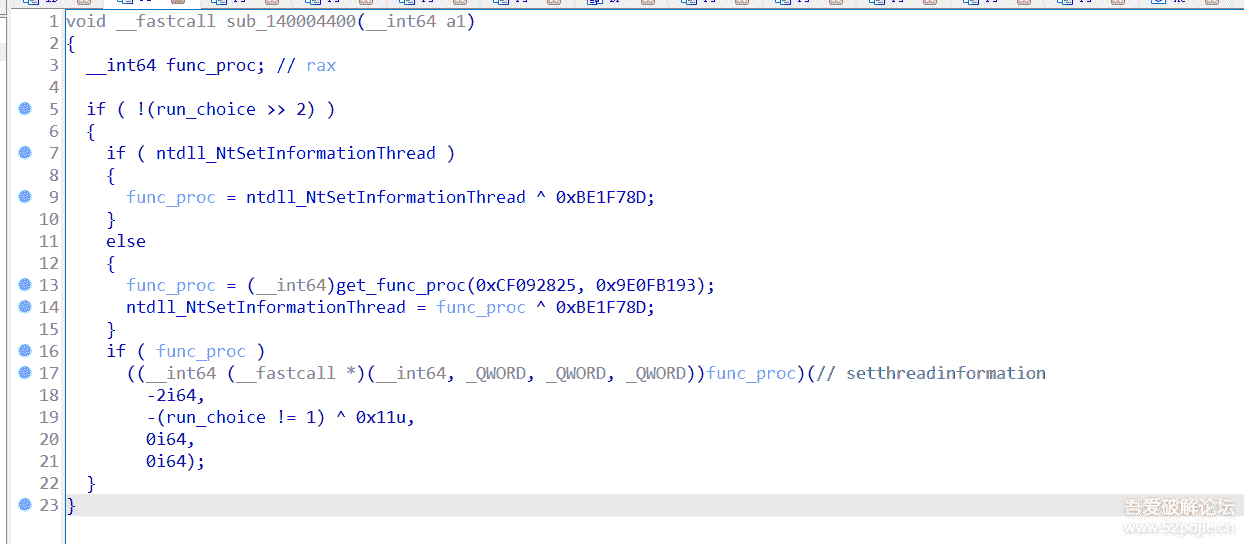 1 void __fastcall sub_140004400(__int64 a1)
2 {
3   __int64 func_proc; // rax
4
5   if ( !(run_choice >> 2) )
6   {
7     if ( ntdll_NtSetInformationThread )
8     {
9       func_proc = ntdll_NtSetInformationThread ^ 0xBE1F78D;
10     }
11     else
12     {
13       func_proc = (__int64)get_func_proc(0xCF092825, 0x9E0FB193);
14       ntdll_NtSetInformationThread = func_proc ^ 0xBE1F78D;
15     }
16     if ( func_proc )
17       ((__int64 (__fastcall *)(__int64, _QWORD, _QWORD, _QWORD))func_proc)(// setthreadinformation
18         -2i64,
19         -(run_choice != 1) ^ 0x11u,
20         0i64,
21         0i64);
22   }
23 }
吾爱破解论坛
www.52pojie.cn